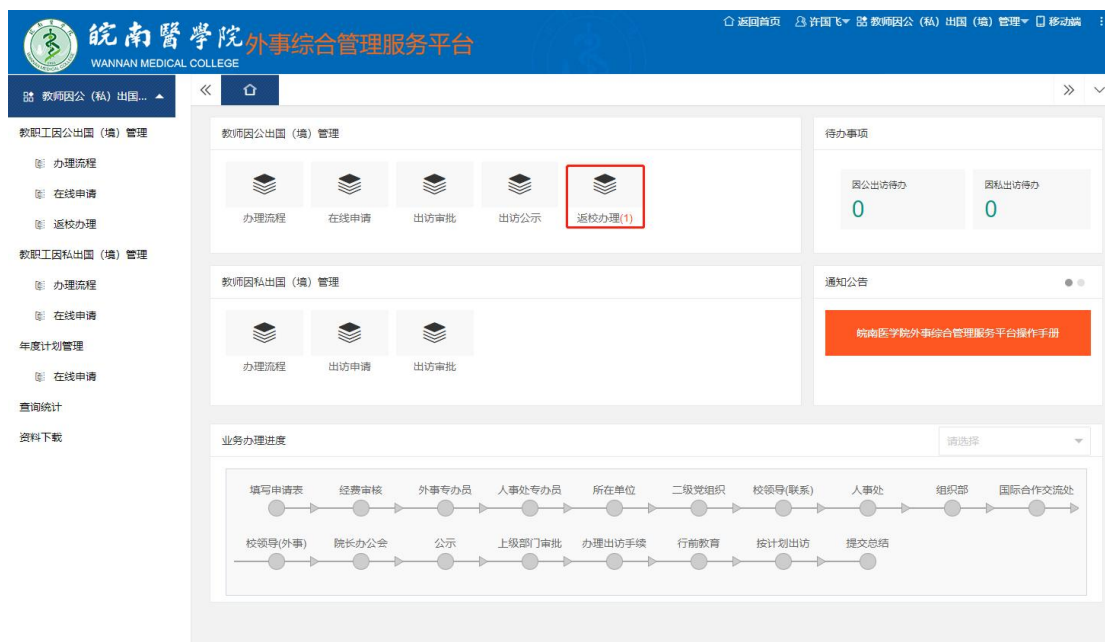 返回首页 许国飞 教师因公（私）出国（境）管理 移动端
皖南醫學院 外事综合管理服务平台
WANNAN MEDICAL COLLEGE
教师因公（私）出国...
教职工因公出国（境）管理
办理流程
在线申请
返校办理
教职工因私出国（境）管理
办理流程
在线申请
年度计划管理
在线申请
查询统计
资料下载
教师因公出国（境）管理
办理流程 在线申请 出访审批 出访公示 返校办理(1)
待办事项
因公出访待办 因私出访待办
0 0
教师因私出国（境）管理
办理流程 出访申请 出访审批
通知公告
皖南医学院外事综合管理服务平台操作手册
业务办理进度
请选择
填写申请表 经费审核 外事专办员 人事处专办员 所在单位 二级党组织 校领导(联系) 人事处 组织部 国际合作交流处
校领导(外事) 院长办公会 公示 上级部门审批 办理出访手续 行前教育 按计划出访 提交总结